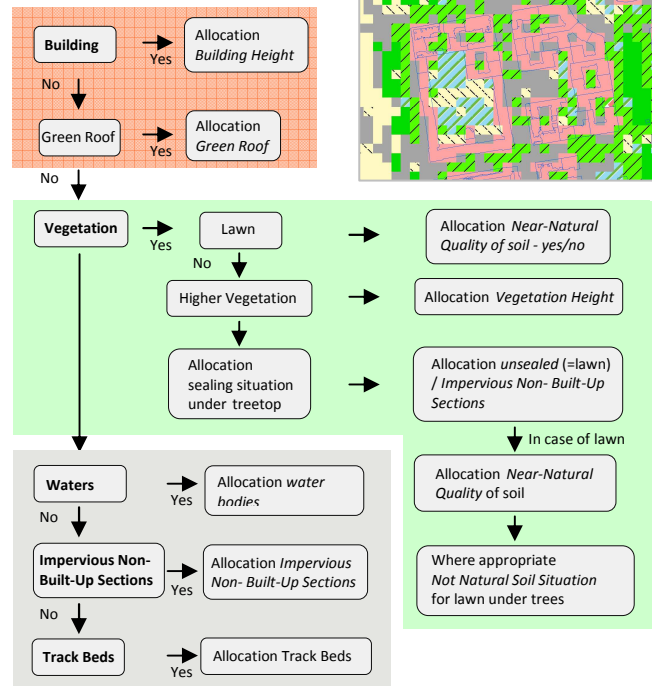 Building
Yes
Allocation
Building Height
No
Green Roof
Yes
Allocation
Green Roof
No
Vegetation
Yes
Lawn
Allocation Near-Natural
Quality of soil - yes/no
No
Higher Vegetation
Allocation Vegetation Height
Allocation
sealing situation
under treetop
Allocation unsealed (=lawn)
/ Impervious Non- Built-Up
Sections
In case of lawn
Allocation Near-Natural
Quality of soil
Where appropriate
Not Natural Soil Situation
for lawn under trees
Waters
Yes
Allocation water
bodies
No
Impervious Non-
Built-Up Sections
Yes
Allocation Impervious
Non- Built-Up Sections
No
Track Beds
Yes
Allocation Track Beds